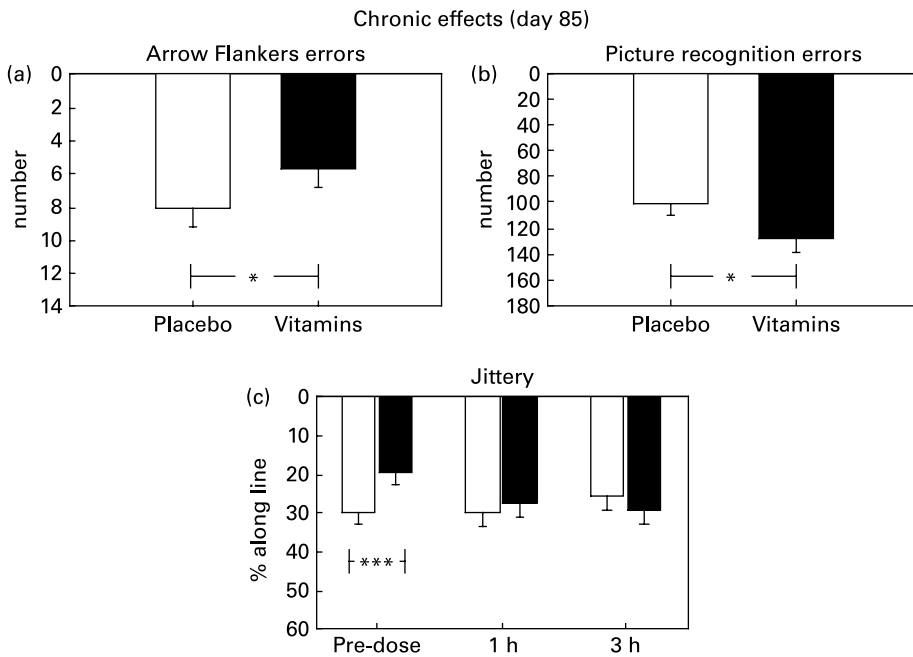 Chronic effects (day 85)
Arrow Flankers errors
(a)
number
0
2
4
6
8
10
12
14
*
Placebo Vitamins
Picture recognition errors
(b)
number
0
20
40
60
80
100
120
140
160
180
*
Placebo Vitamins
Jittery
(c)
% along line
0
10
20
30
40
50
60
***
Pre-dose 1 h 3 h